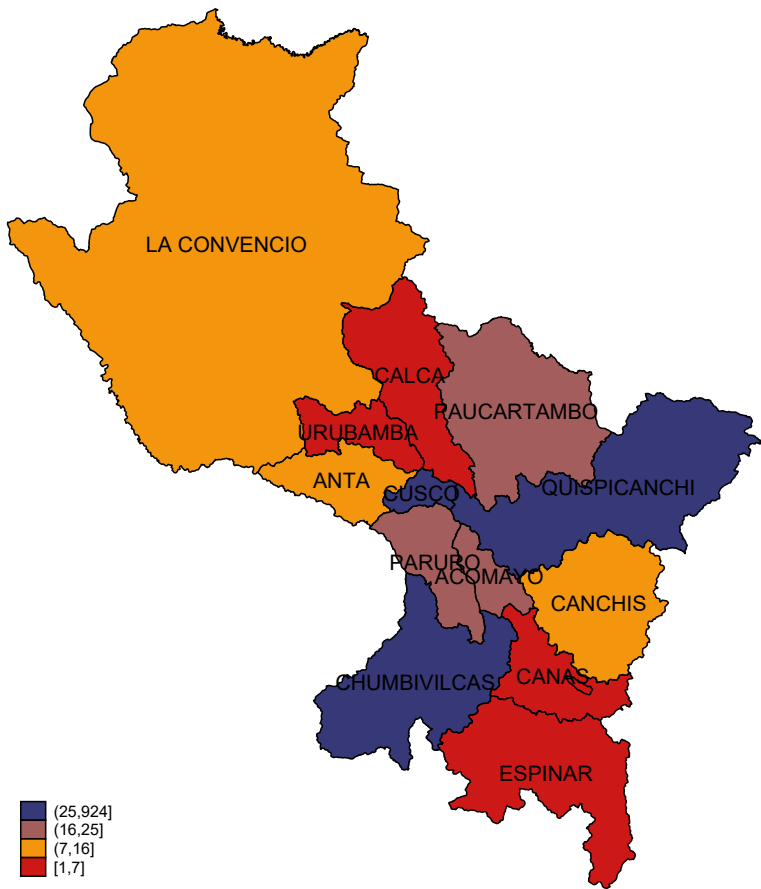 LA CONVENCIO
CALCA
PAUCARTAMBO
URUBAMBA
ANTA
CUSCO
QUISPICANCHI
PARURO
ACOMAYO
CANCHIS
CHUMBIVILCAS
CANAS
ESPINAR
(25,924]
(16,25]
(7,16]
[1,7]